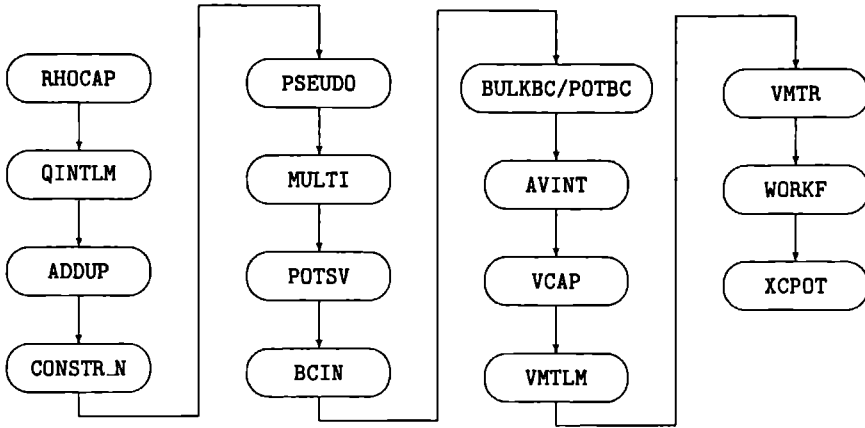 RHOCAP
QINTLM
ADDUP
CONSTR_N
PSEUDO
MULTI
POTSV
BCIN
BULKBC/POTBC
AVINT
VCAP
VMTLM
VMTR
WORKF
XCPOT